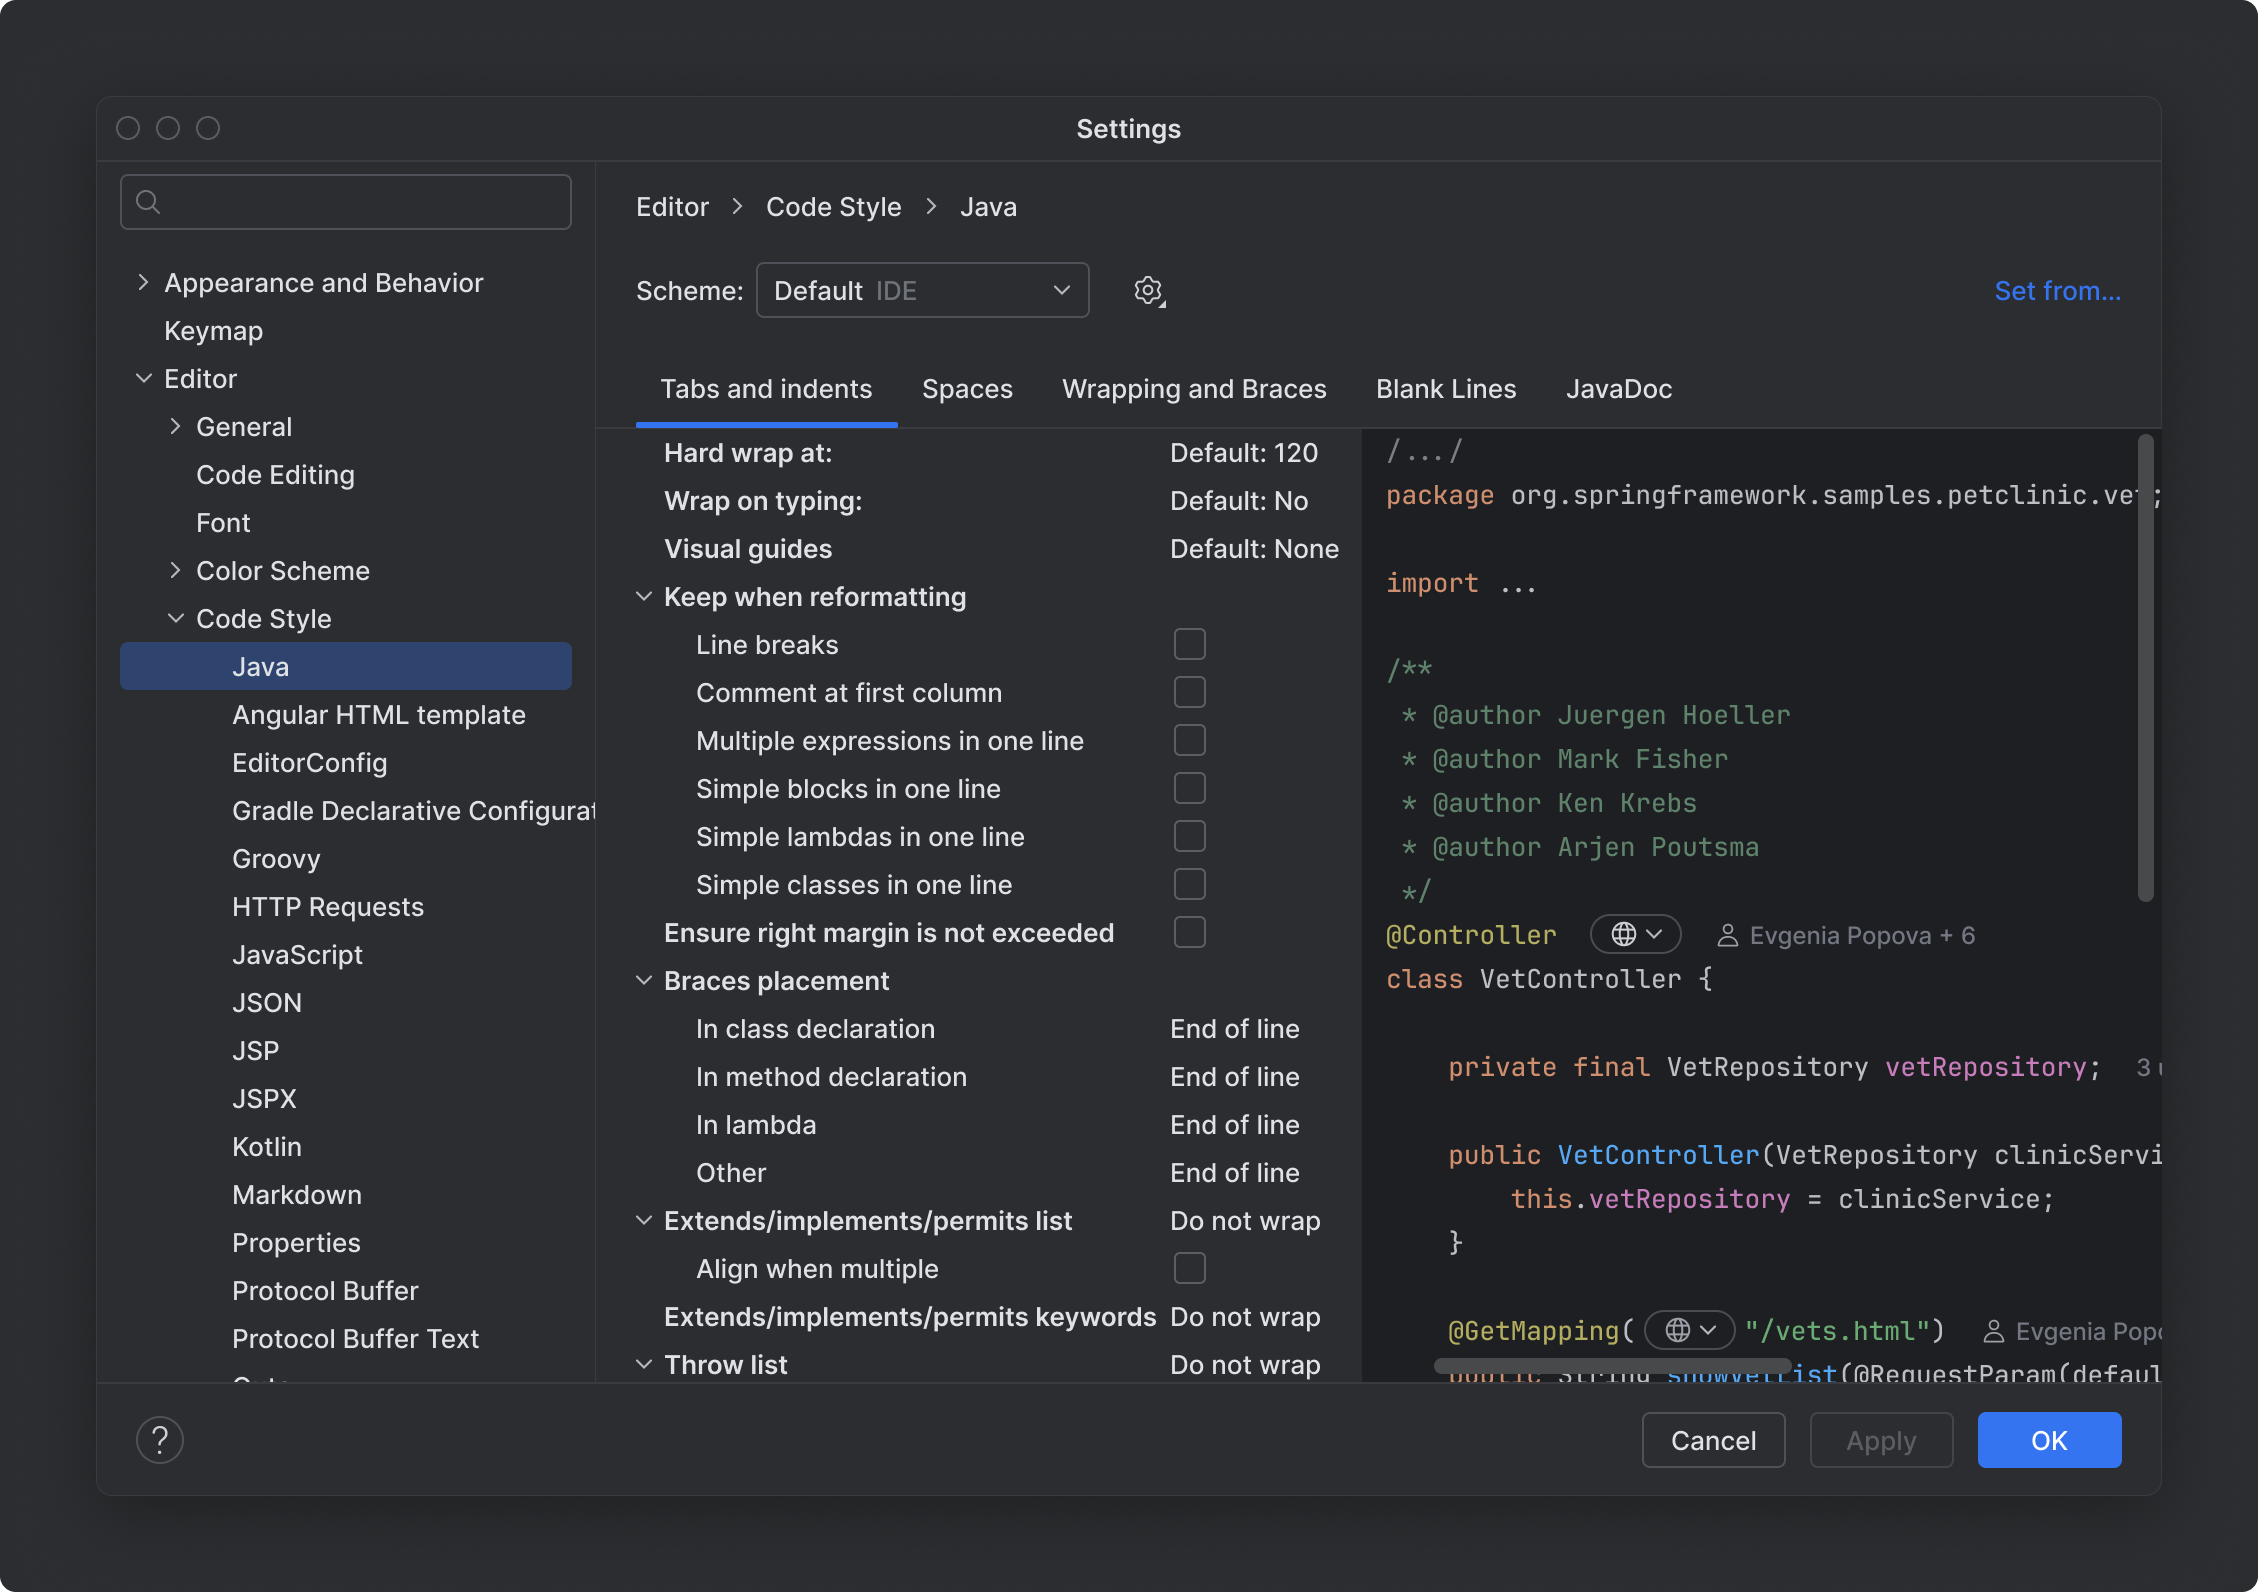 Settings
Appearance and Behavior
Keymap
Editor
General
Code Editing
Font
Color Scheme
Code Style
Java
Angular HTML template
EditorConfig
Gradle Declarative Configurat
Groovy
HTTP Requests
JavaScript
JSON
JSP
JSPX
Kotlin
Markdown
Properties
Protocol Buffer
Protocol Buffer Text
Editor > Code Style > Java
Scheme: Default IDE
Set from...
Tabs and indents Spaces Wrapping and Braces Blank Lines JavaDoc
Hard wrap at: Default: 120
Wrap on typing: Default: No
Visual guides Default: None
Keep when reformatting
Line breaks
Comment at first column
Multiple expressions in one line
Simple blocks in one line
Simple lambdas in one line
Simple classes in one line
Ensure right margin is not exceeded
Braces placement
In class declaration End of line
In method declaration End of line
In lambda End of line
Other End of line
Extends/implements/permits list Do not wrap
Align when multiple
Extends/implements/permits keywords Do not wrap
Throw list Do not wrap
/.../
package org.springframework.samples.petclinic.vet;
import ...
/**
* @author Juergen Hoeller
* @author Mark Fisher
* @author Ken Krebs
* @author Arjen Poutsma
*/
@Controller Evgenia Popova + 6
class VetController {
private final VetRepository vetRepository; 3
public VetController(VetRepository clinicServi
this.vetRepository = clinicService;
}
@GetMapping( "/vets.html") Evgenia Popo
public String showVetList(@RequestParam(defaul
? Cancel Apply OK